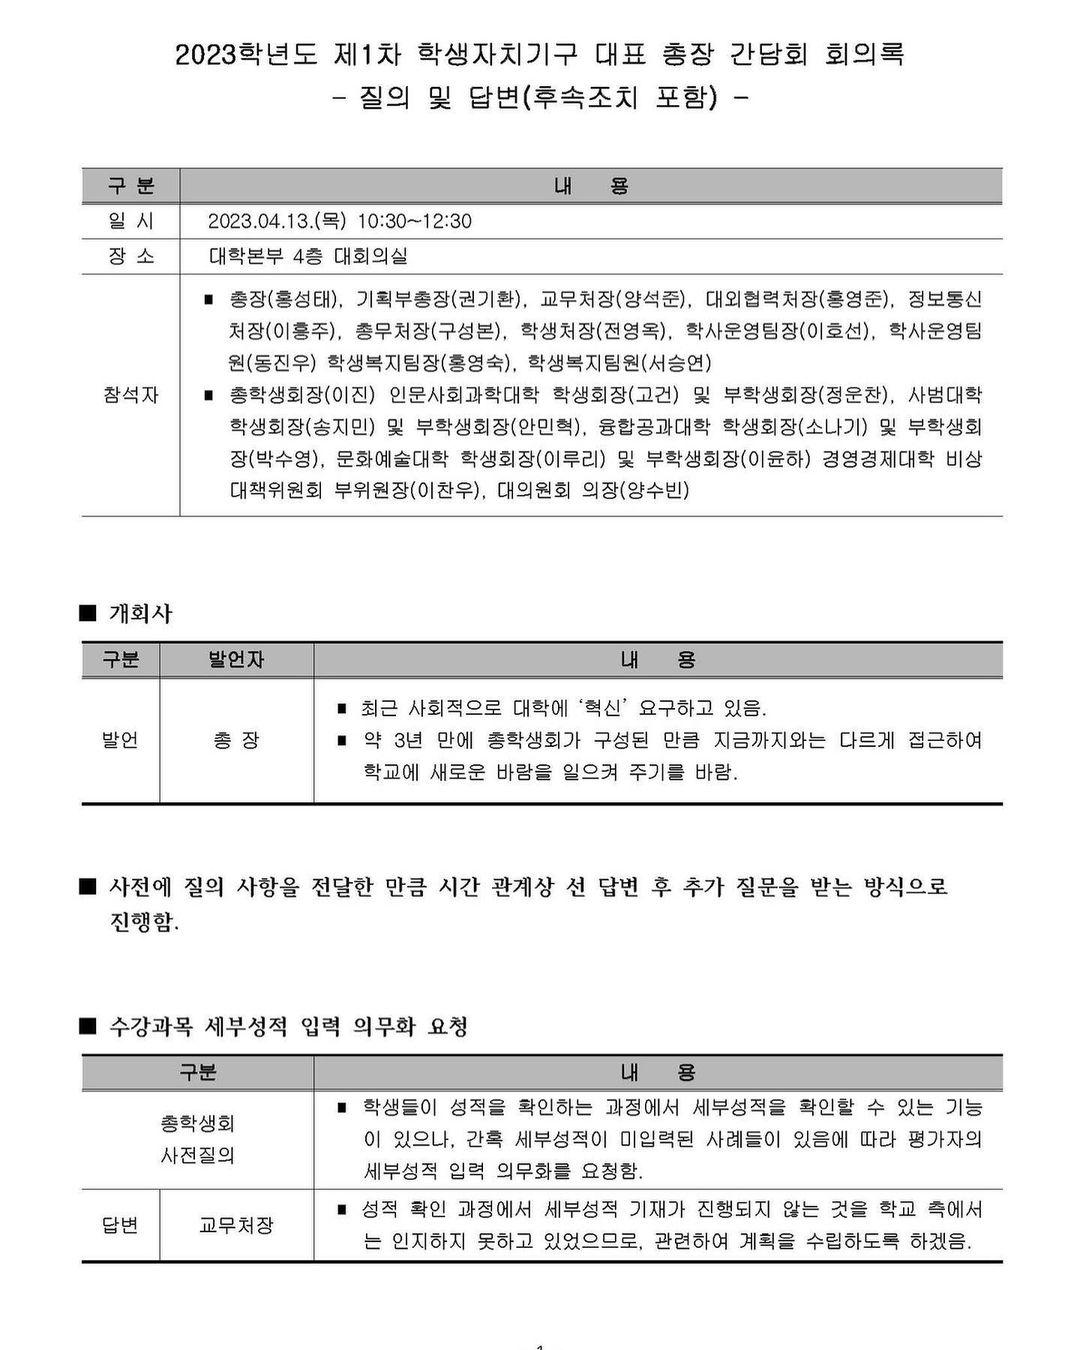 2023학년도 제1차 학생자치기구 대표 총장 간담회 회의록
- 질의 및 답변(후속조치 포함) -
구 분 내 용
일 시 2023.04.13.(목) 10:30~12:30
장 소 대학본부 4층 대회의실
참석자
■ 총장(홍성태), 기획부총장(권기환), 교무처장(양석준), 대외협력처장(홍영준), 정보통신
처장(이흥주), 총무처장(구성본), 학생처장(전영옥), 학사운영팀장(이호선), 학사운영팀
원(동진우) 학생복지팀장(홍영숙), 학생복지팀원(서승연)
■ 총학생회장(이진) 인문사회과학대학 학생회장(고건) 및 부학생회장(정운찬), 사범대학
학생회장(송지민) 및 부학생회장(안민혁), 융합공과대학 학생회장(소나기) 및 부학생회
장(박수영), 문화예술대학 학생회장(이루리) 및 부학생회장(이윤하) 경영경제대학 비상
대책위원회 부위원장(이찬우), 대의원회 의장(양수빈)
■ 개회사
구분 발언자 내 용
발언 총 장
■ 최근 사회적으로 대학에 '혁신' 요구하고 있음.
■ 약 3년 만에 총학생회가 구성된 만큼 지금까지와는 다르게 접근하여
학교에 새로운 바람을 일으켜 주기를 바람.
■ 사전에 질의 사항을 전달한 만큼 시간 관계상 선 답변 후 추가 질문을 받는 방식으로
진행함.
■ 수강과목 세부성적 입력 의무화 요청
구분 내 용
총학생회
사전질의
■ 학생들이 성적을 확인하는 과정에서 세부성적을 확인할 수 있는 기능
이 있으나, 간혹 세부성적이 미입력된 사례들이 있음에 따라 평가자의
세부성적 입력 의무화를 요청함.
답변 교무처장
■ 성적 확인 과정에서 세부성적 기재가 진행되지 않는 것을 학교 측에서
는 인지하지 못하고 있었으므로, 관련하여 계획을 수립하도록 하겠음.